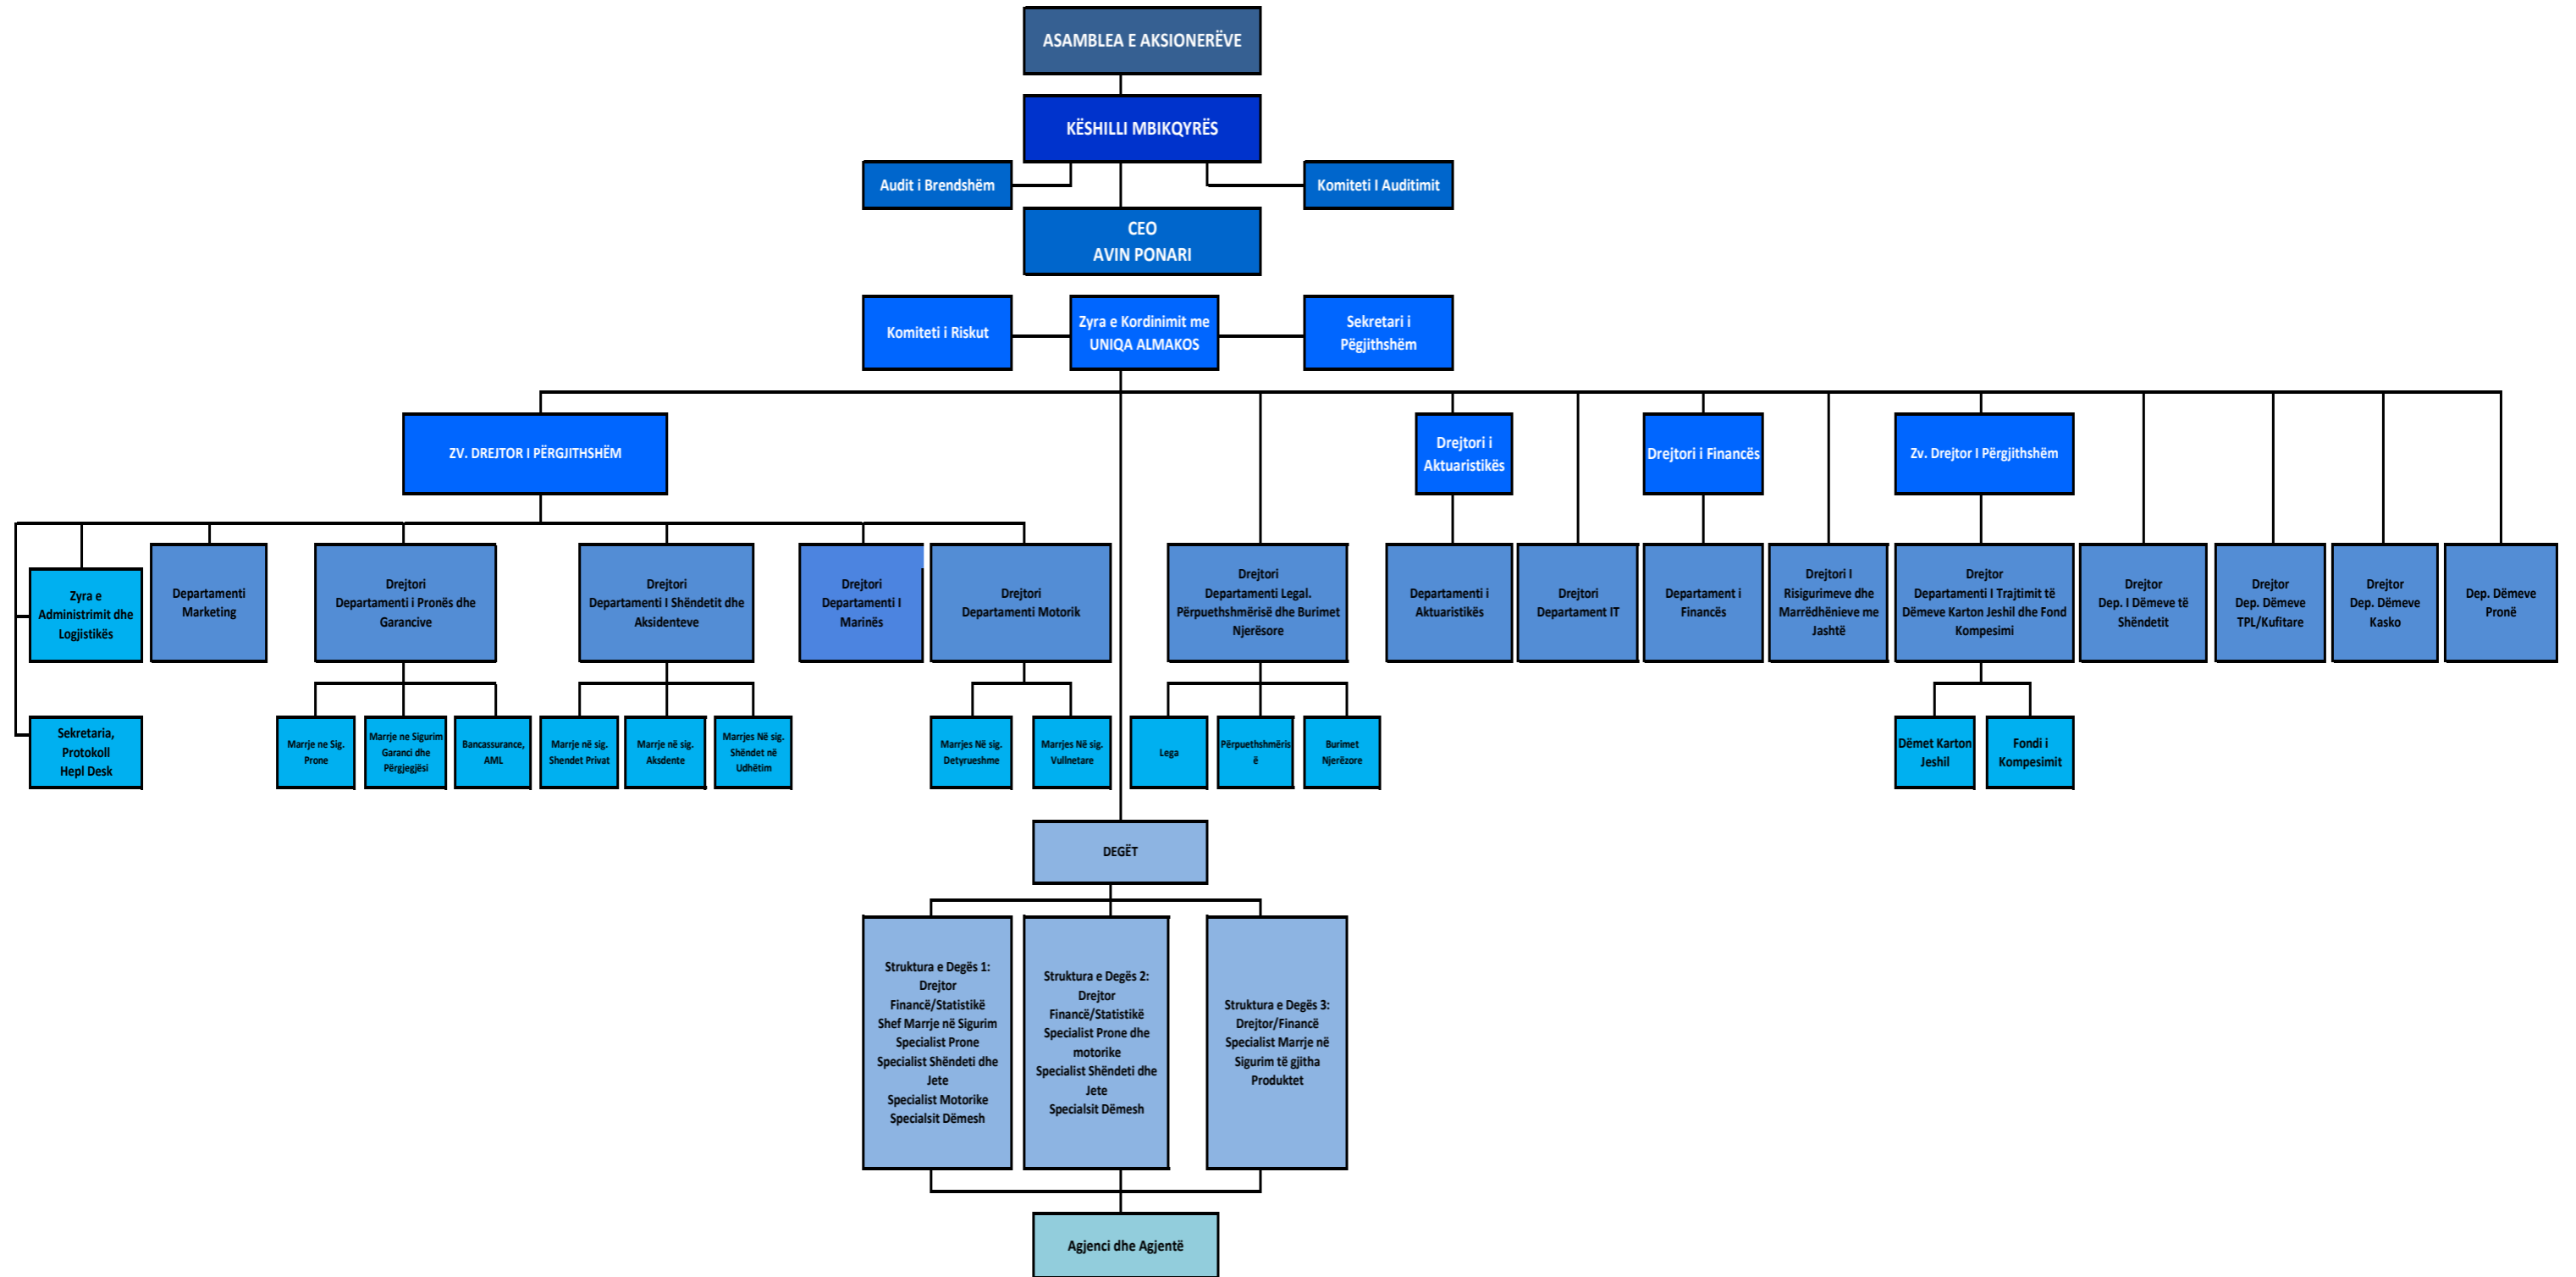 ASAMBLEA E AKSIONERËVE
KËSHILLI MBIKQYRËS
Audit i Brendshëm
Komiteti I Auditimit
CEO
AVIN PONARI
Komiteti i Riskut
Zyra e Kordinimit me
UNIQA ALMAKOS
Sekretari i
Pëgjithshëm
ZV. DREJTOR I PËRGJITHSHËM
Drejtori i
Aktuaristikës
Drejtori i Financës
Zv. Drejtor I Përgjithshëm
Zyra e
Administrimit dhe
Logjistikës
Departamenti
Marketing
Drejtori
Departamenti i Pronës dhe
Garancive
Drejtori
Departamenti I Shëndetit dhe
Aksidenteve
Drejtori
Departamenti I
Marinës
Drejtori
Departamenti Motorik
Drejtori
Departamenti Legal.
Përpuethshmërisë dhe Burimet
Njerësore
Departamenti i
Aktuaristikës
Drejtori
Departament IT
Departament i
Financës
Drejtori I
Risigurimeve dhe
Marrëdhënieve me
Jashtë
Drejtor
Departamenti I Trajtimit të
Dëmeve Karton Jeshil dhe Fond
Kompesimi
Drejtor
Dep. I Dëmeve të
Shëndetit
Drejtor
Dep. Dëmeve
TPL/Kufitare
Drejtor
Dep. Dëmeve
Kasko
Dep. Dëmeve
Pronë
Sekretaria,
Protokoll
Hepl Desk
Marrje ne Sig.
Prone
Marrje ne Sigurim
Garanci dhe
Përgjegjësi
Bancassurance,
AML
Marrje në sig.
Shendet Privat
Marrje në sig.
Aksdente
Marrjes Në sig.
Shëndet në
Udhëtim
Marrjes Në sig.
Detyrueshme
Marrjes Në sig.
Vullnetare
Lega
Përpuethshmëris
ë
Burimet
Njerëzore
Dëmet Karton
Jeshil
Fondi i
Kompesimit
DEGËT
Struktura e Degës 1:
Drejtor
Financë/Statistikë
Shef Marrje në Sigurim
Specialist Prone
Specialist Shëndeti dhe
Jete
Specialist Motorike
Specialsit Dëmesh
Struktura e Degës 2:
Drejtor
Financë/Statistikë
Specialist Prone dhe
motorike
Specialist Shëndeti dhe
Jete
Specialsit Dëmesh
Struktura e Degës 3:
Drejtor/Financë
Specialist Marrje në
Sigurim të gjitha
Produktet
Agjenci dhe Agjentë